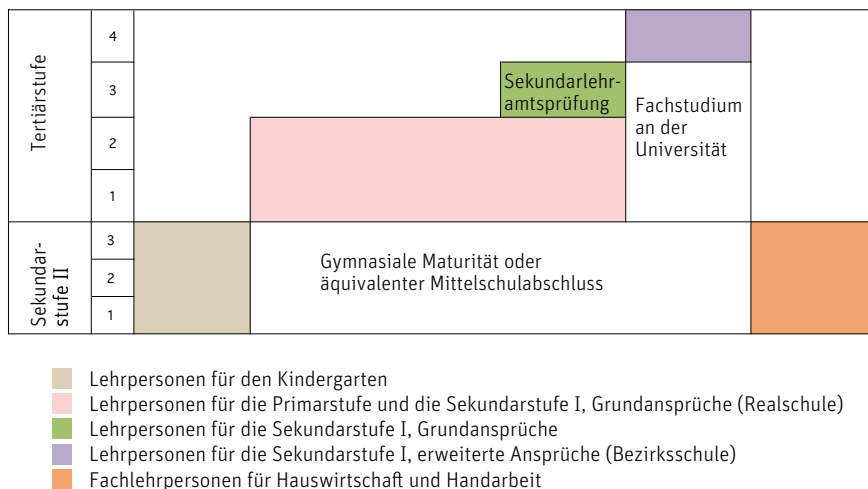 Tertiärstufe
4
3
2
1
Sekundar-
stufe II
3
2
1
Sekundarlehr-
amtsprüfung
Fachstudium
an der
Universität
Gymnasiale Maturität oder
äquivalenter Mittelschulabschluss
Lehrpersonen für den Kindergarten
Lehrpersonen für die Primarstufe und die Sekundarstufe I, Grundansprüche (Realschule)
Lehrpersonen für die Sekundarstufe I, Grundansprüche
Lehrpersonen für die Sekundarstufe I, erweiterte Ansprüche (Bezirksschule)
Fachlehrpersonen für Hauswirtschaft und Handarbeit